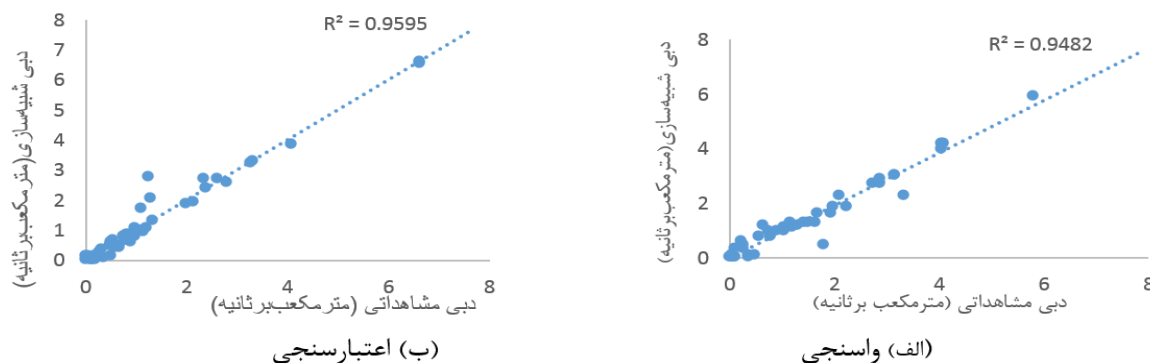 R² = 0.9482
دبی شبیه‌سازی(مترمکعب‌برثانیه)
8
6
4
2
0
0 2 4 6 8
دبی مشاهداتی (مترمکعب برثانیه)
(الف) واسنجی
R² = 0.9595
دبی شبیه‌سازی(مترمکعب‌برثانیه)
8
7
6
5
4
3
2
1
0
0 2 4 6 8
دبی مشاهداتی (مترمکعب‌برثانیه)
(ب) اعتبارسنجی